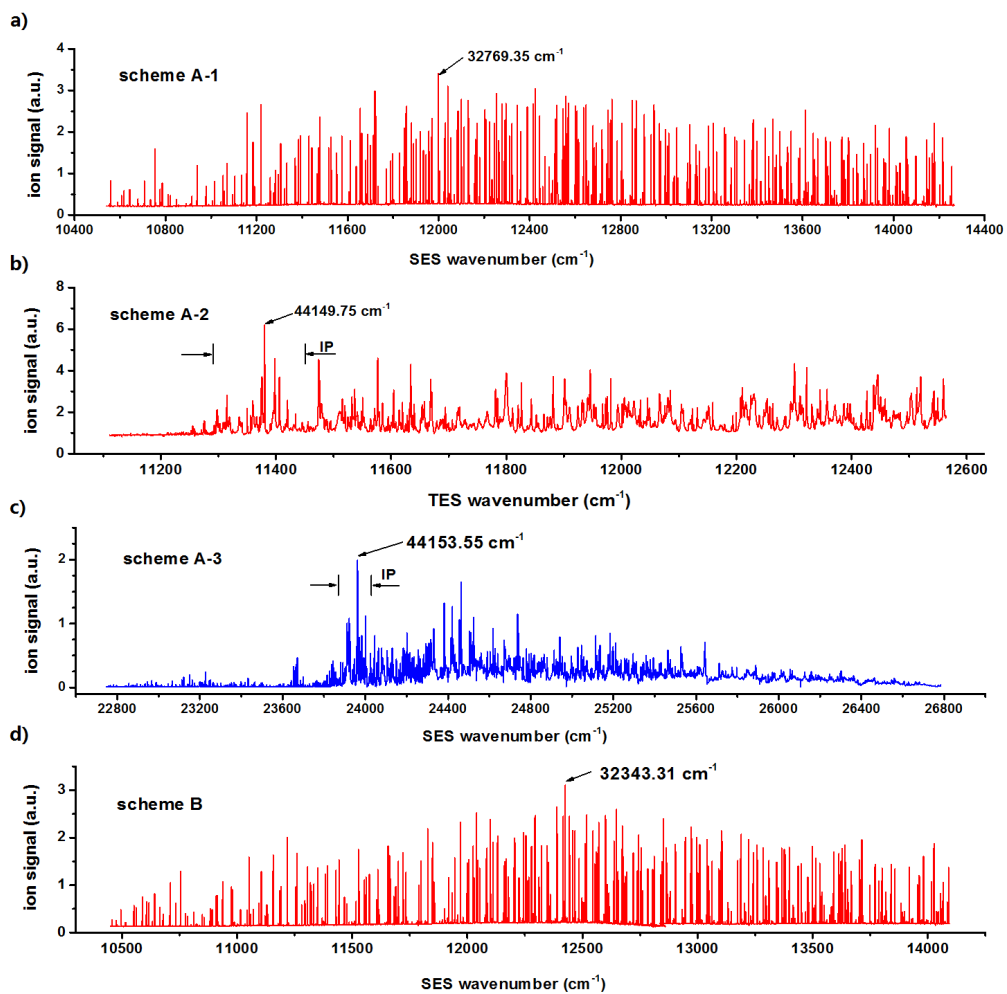 a)
32769.35 cm⁻¹
scheme A-1
ion signal (a.u.)
4
3
2
1
0
10400 10800 11200 11600 12000 12400 12800 13200 13600 14000 14400
SES wavenumber (cm⁻¹)
b)
44149.75 cm⁻¹
scheme A-2
IP
ion signal (a.u.)
8
6
4
2
0
11200 11400 11600 11800 12000 12200 12400 12600
TES wavenumber (cm⁻¹)
c)
44153.55 cm⁻¹
scheme A-3
IP
ion signal (a.u.)
2
1
0
22800 23200 23600 24000 24400 24800 25200 25600 26000 26400 26800
SES wavenumber (cm⁻¹)
d)
32343.31 cm⁻¹
scheme B
ion signal (a.u.)
3
2
1
0
10500 11000 11500 12000 12500 13000 13500 14000
SES wavenumber (cm⁻¹)